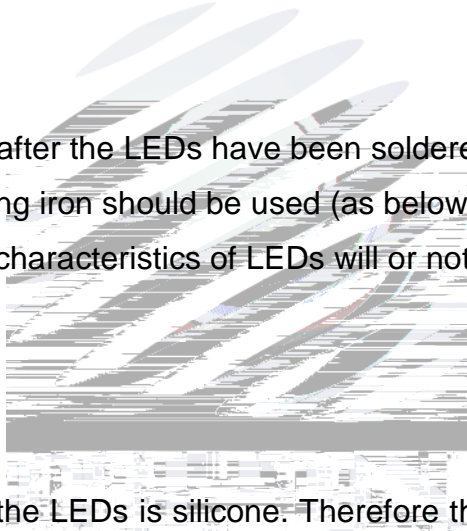 after the LEDs have been soldere
ng iron should be used (as below
characteristics of LEDs will or not
the LEDs is silicone. Therefore th